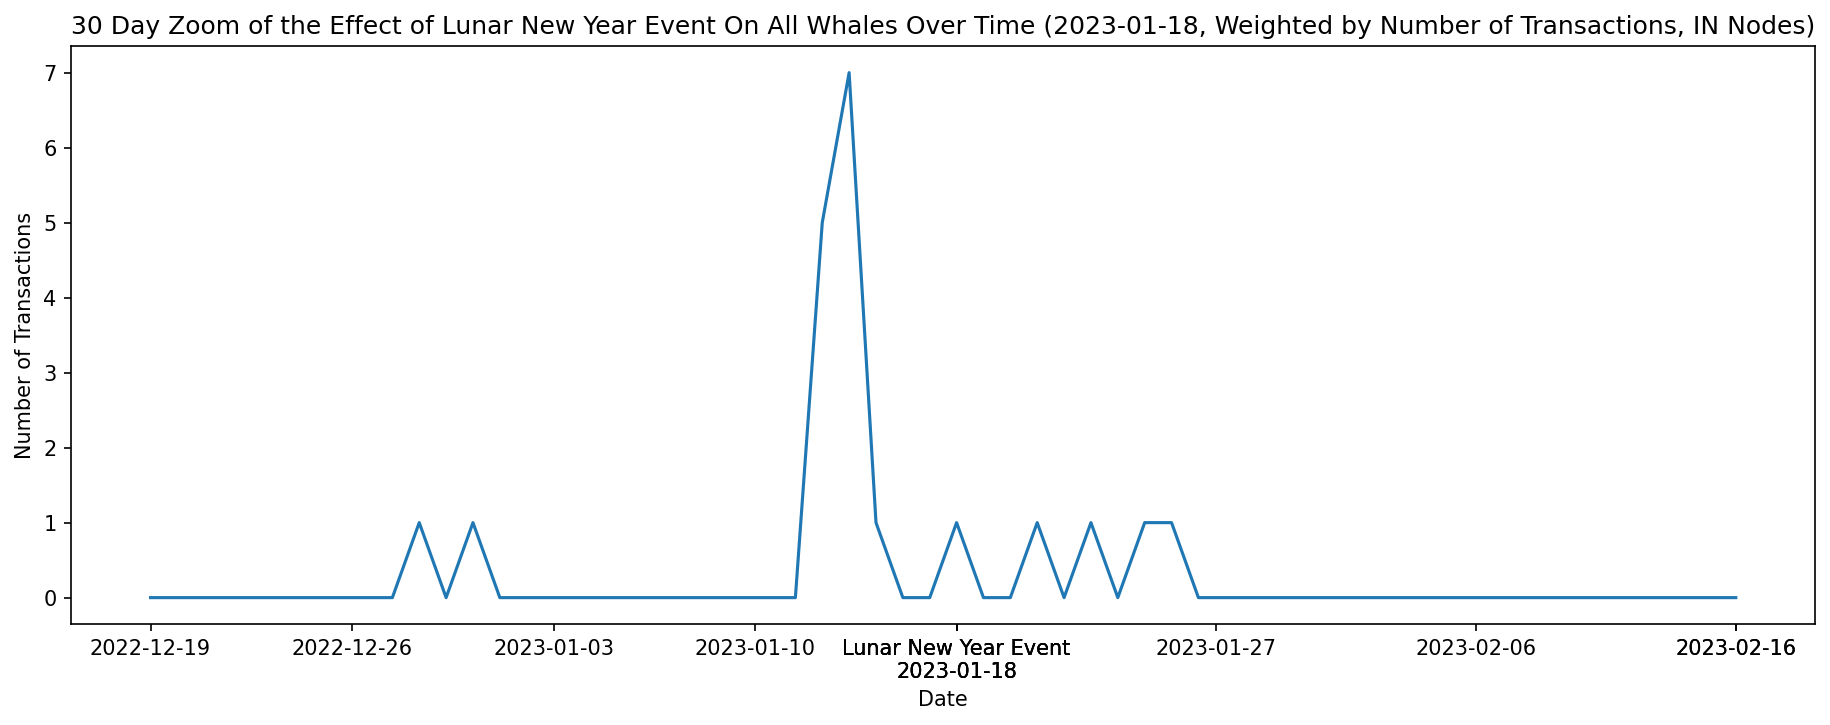 30 Day Zoom of the Effect of Lunar New Year Event On All Whales Over Time (2023-01-18, Weighted by Number of Transactions, IN Nodes)
7
6
5
4
3
2
1
0
Number of Transactions
2022-12-19 2022-12-26 2023-01-03 2023-01-10 Lunar New Year Event 2023-01-27 2023-02-06 2023-02-16
2023-01-18
Date